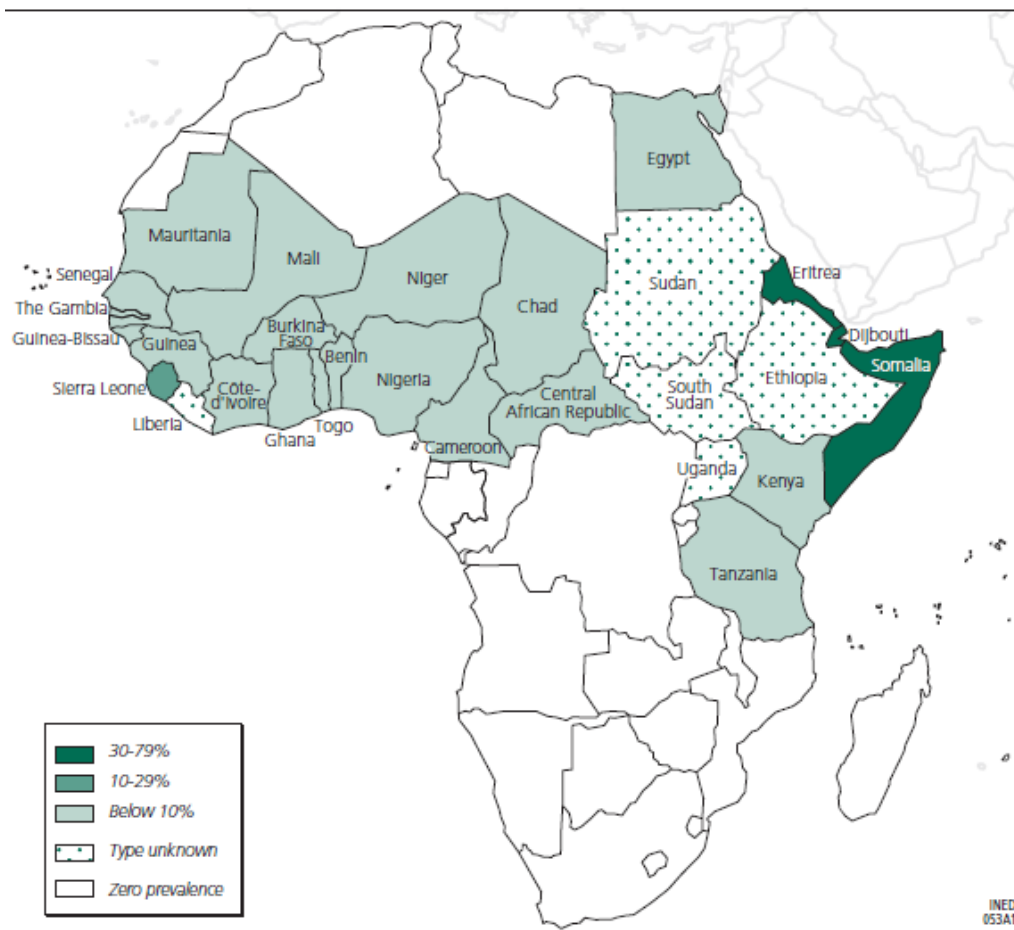 Egypt
Mauritania
Mali
Niger
Sudan
Eritrea
Senegal
Chad
The Gambia
Burkina
Faso
Djibouti
Guinea-Bissau
Guinea
Benin
Somalia
Nigeria
Ethiopia
South
Sudan
Sierra Leone
Côte-
d'Ivoire
Central
African Republic
Liberia
Ghana
Togo
Cameroon
Uganda
Kenya
Tanzania
30-79%
10-29%
Below 10%
Type unknown
Zero prevalence
INED
053A1